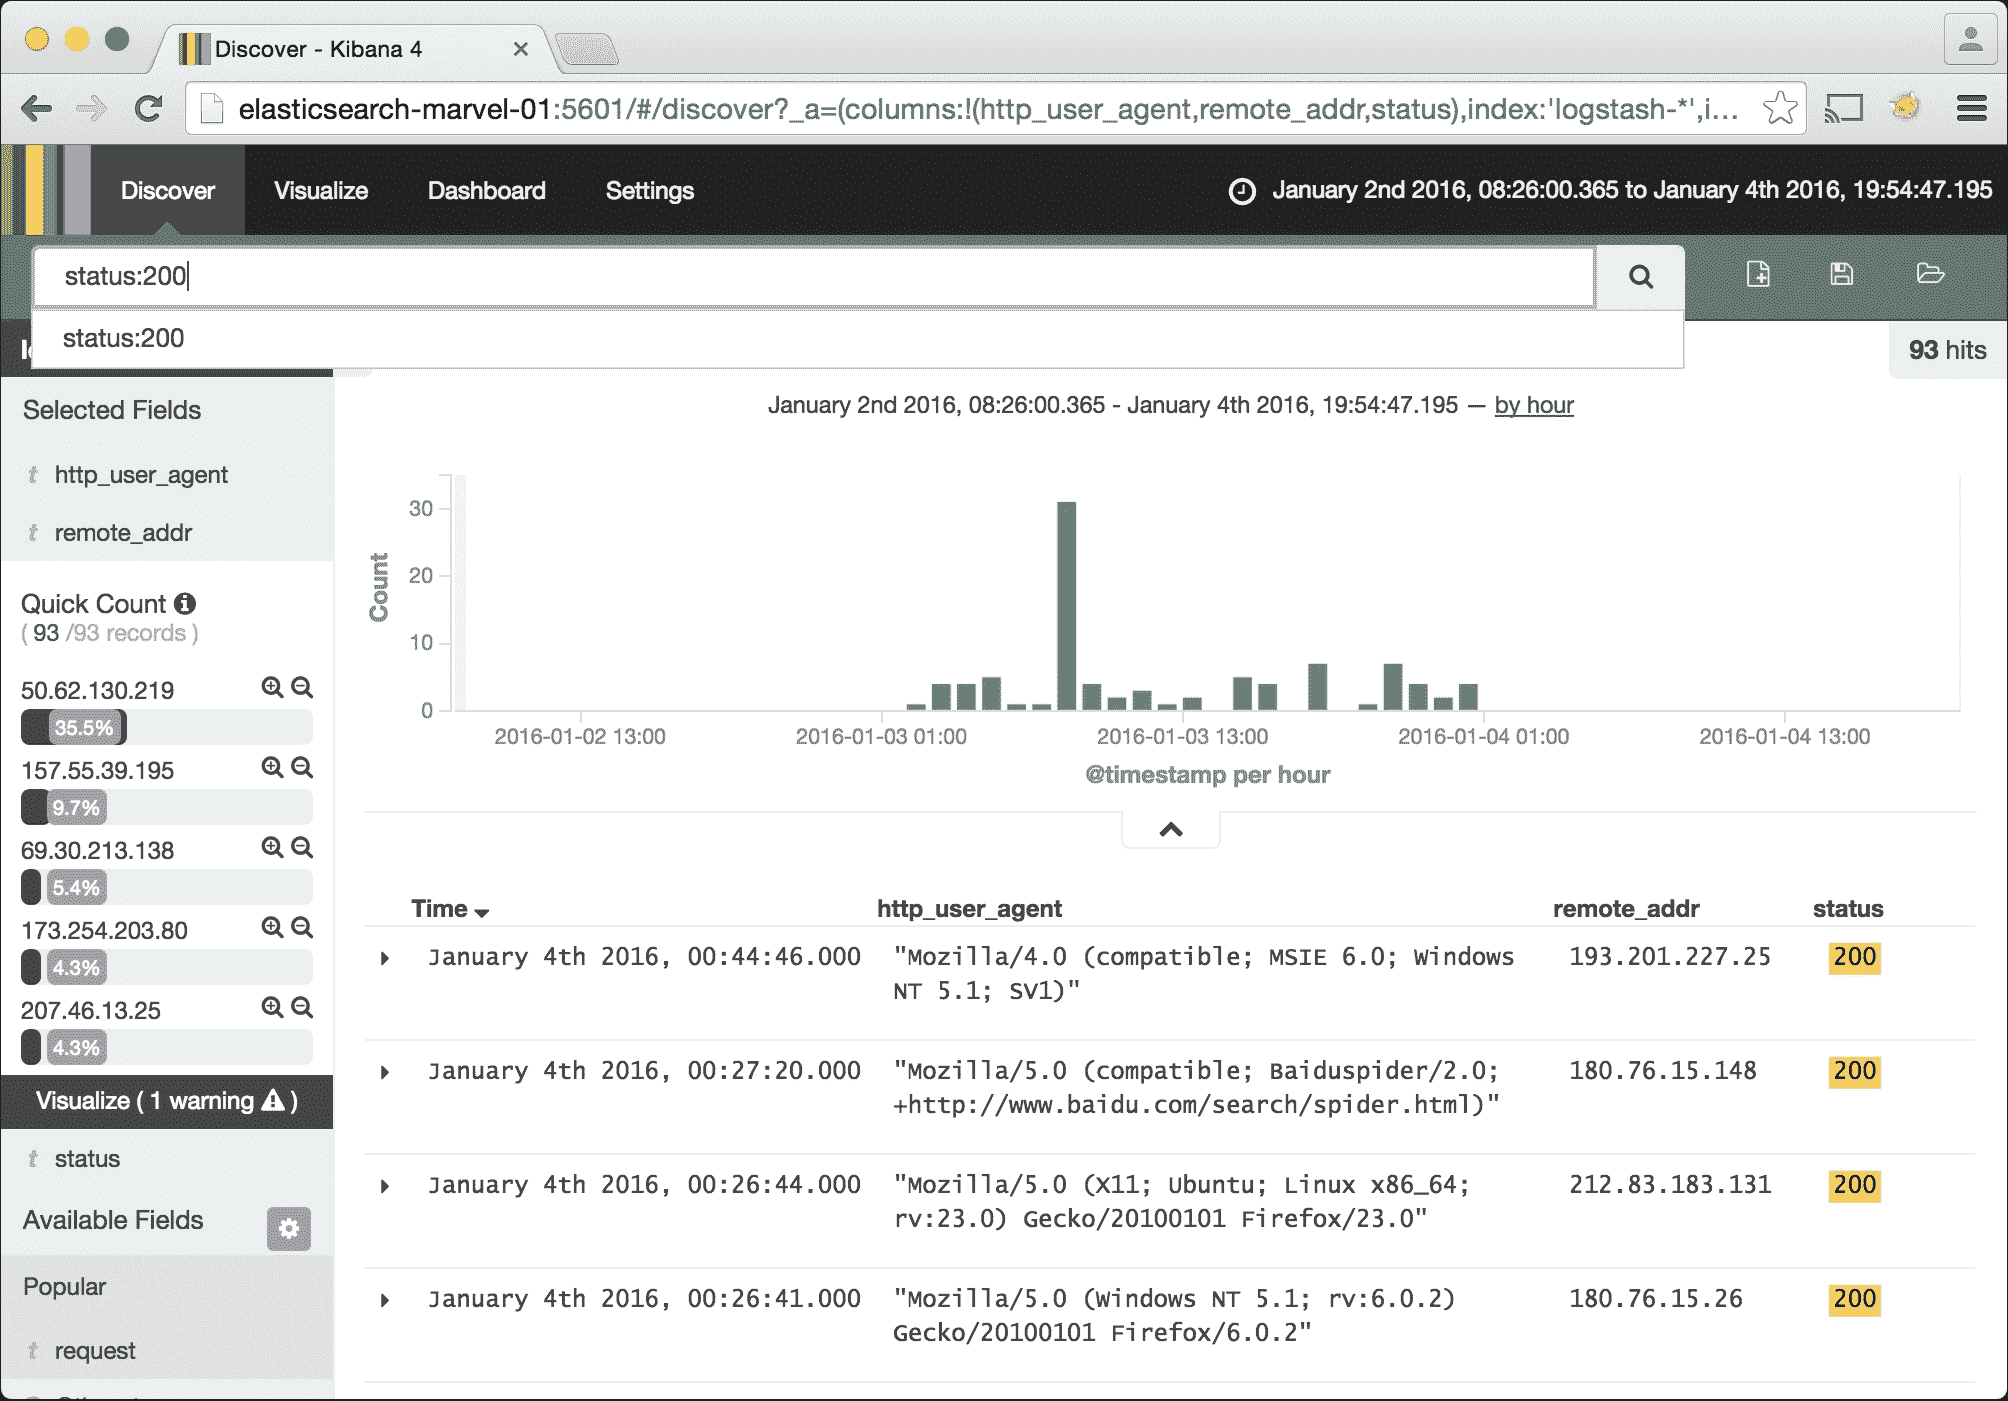 Discover - Kibana 4
elasticsearch-marvel-01:5601/#/discover?_a=(columns:!(http_user_agent,remote_addr,status),index:'logstash-*',i...
Discover Visualize Dashboard Settings January 2nd 2016, 08:26:00.365 to January 4th 2016, 19:54:47.195
status:200
status:200
93 hits
Selected Fields
t http_user_agent
t remote_addr
Quick Count
( 93 /93 records )
50.62.130.219
35.5%
157.55.39.195
9.7%
69.30.213.138
5.4%
173.254.203.80
4.3%
207.46.13.25
4.3%
Visualize ( 1 warning )
t status
Available Fields
Popular
t request
January 2nd 2016, 08:26:00.365 - January 4th 2016, 19:54:47.195 — by hour
Count
30
20
10
0
2016-01-02 13:00 2016-01-03 01:00 2016-01-03 13:00 2016-01-04 01:00 2016-01-04 13:00
@timestamp per hour
Time http_user_agent remote_addr status
January 4th 2016, 00:44:46.000 "Mozilla/4.0 (compatible; MSIE 6.0; Windows 193.201.227.25 200
NT 5.1; SV1)"
January 4th 2016, 00:27:20.000 "Mozilla/5.0 (compatible; Baiduspider/2.0; 180.76.15.148 200
+http://www.baidu.com/search/spider.html)"
January 4th 2016, 00:26:44.000 "Mozilla/5.0 (X11; Ubuntu; Linux x86_64; 212.83.183.131 200
rv:23.0) Gecko/20100101 Firefox/23.0"
January 4th 2016, 00:26:41.000 "Mozilla/5.0 (Windows NT 5.1; rv:6.0.2) 180.76.15.26 200
Gecko/20100101 Firefox/6.0.2"